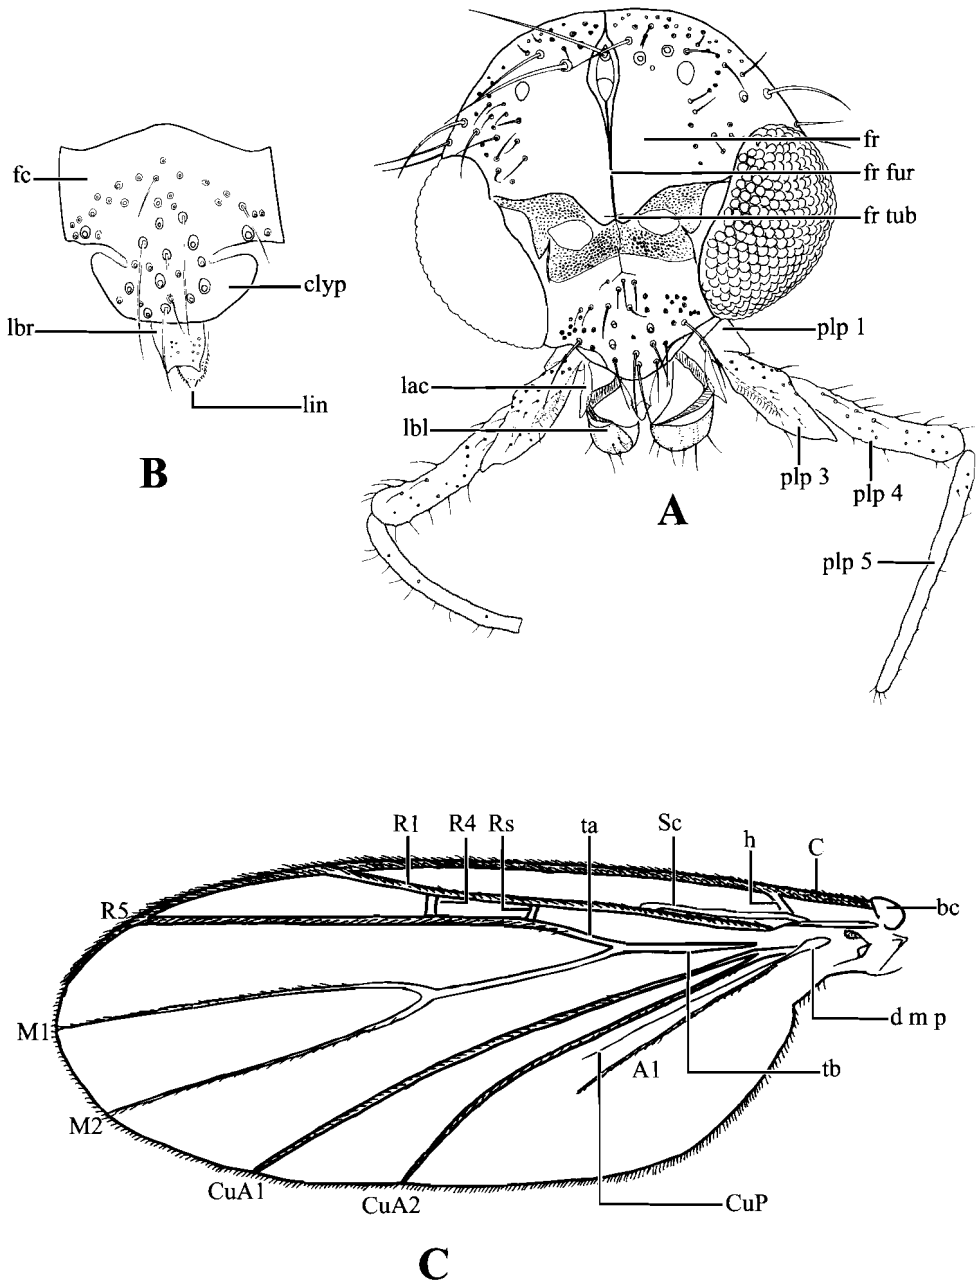 fc
clyp
lbr
lin
B
fr
fr fur
fr tub
plp 1
lac
lbl
plp 3
plp 4
A
plp 5
R1 R4 Rs ta Sc h C
R5
bc
M1
d m p
A1
tb
M2
CuA1
CuA2
CuP
C